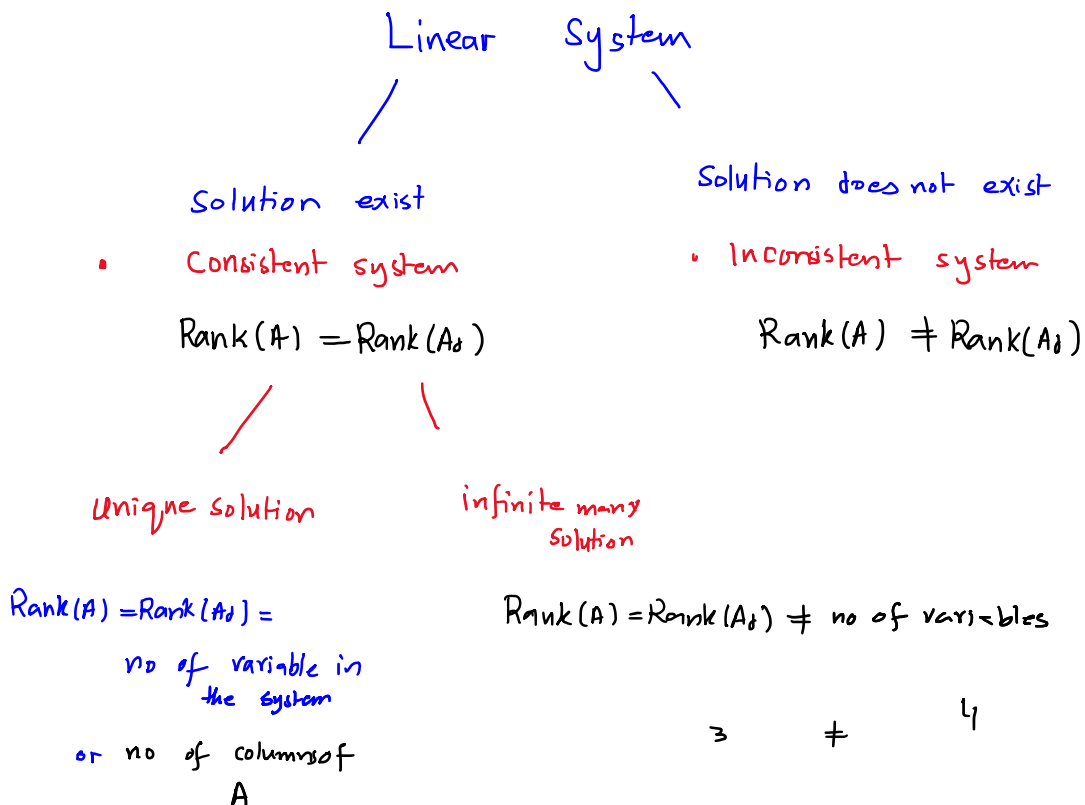 Linear System
Solution exist
Solution does not exist
• Consistent system
• Inconsistent system
Rank(A) = Rank(Ad)
Rank(A) ≠ Rank(Ad)
unique solution
infinite many
solution
Rank(A) = Rank(Ad) =
no of variable in
the system
or no of columns of
A
Rank(A) = Rank(Ad) ≠ no of variables
3 ≠ 4